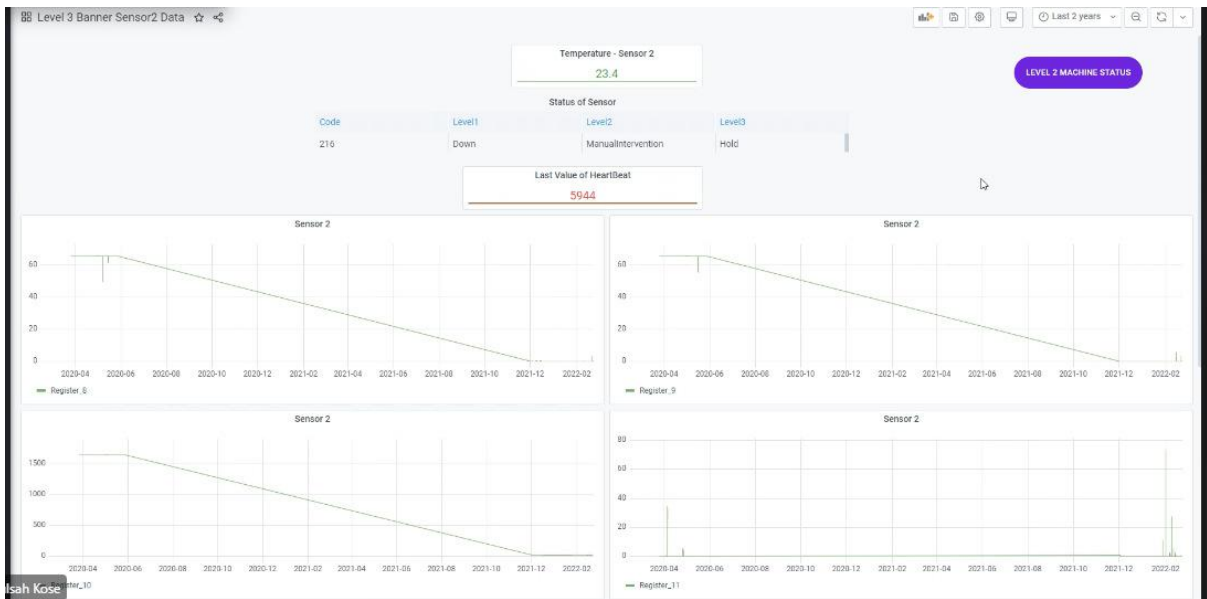 Level 3 Banner Sensor2 Data
Last 2 years
Temperature - Sensor 2
23.4
LEVEL 2 MACHINE STATUS
Status of Sensor
Code Level1 Level2 Level3
216 Down ManualIntervention Hold
Last Value of HeartBeat
5944
Sensor 2
60
40
20
0
2020-04 2020-06 2020-08 2020-10 2020-12 2021-02 2021-04 2021-06 2021-08 2021-10 2021-12 2022-02
Register_8
Sensor 2
60
40
20
0
2020-04 2020-06 2020-08 2020-10 2020-12 2021-02 2021-04 2021-06 2021-08 2021-10 2021-12 2022-02
Register_9
Sensor 2
1500
1000
500
0
2020-04 2020-06 2020-08 2020-10 2020-12 2021-02 2021-04 2021-06 2021-08 2021-10 2021-12 2022-02
Register_10
Sensor 2
80
60
40
20
0
2020-04 2020-06 2020-08 2020-10 2020-12 2021-02 2021-04 2021-06 2021-08 2021-10 2021-12 2022-02
Register_11
Kose